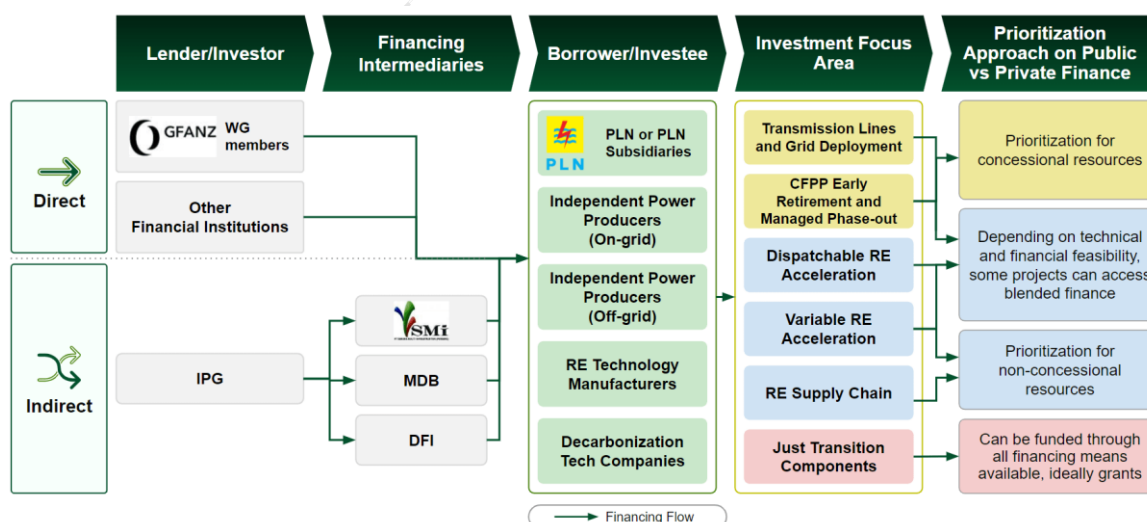 Lender/Investor
Financing
Intermediaries
Borrower/Investee
Investment Focus
Area
Prioritization
Approach on Public
vs Private Finance
Direct
GFANZ
WG
members
Other
Financial Institutions
Indirect
IPG
SMi
MDB
DFI
PLN
PLN or PLN
Subsidiaries
Independent Power
Producers
(On-grid)
Independent Power
Producers
(Off-grid)
RE Technology
Manufacturers
Decarbonization
Tech Companies
Transmission Lines
and Grid Deployment
CFPP Early
Retirement and
Managed Phase-out
Dispatchable RE
Acceleration
Variable RE
Acceleration
RE Supply Chain
Just Transition
Components
Prioritization for
concessional resources
Depending on technical
and financial feasibility,
some projects can access
blended finance
Prioritization for
non-concessional
resources
Can be funded through
all financing means
available, ideally grants
Financing Flow